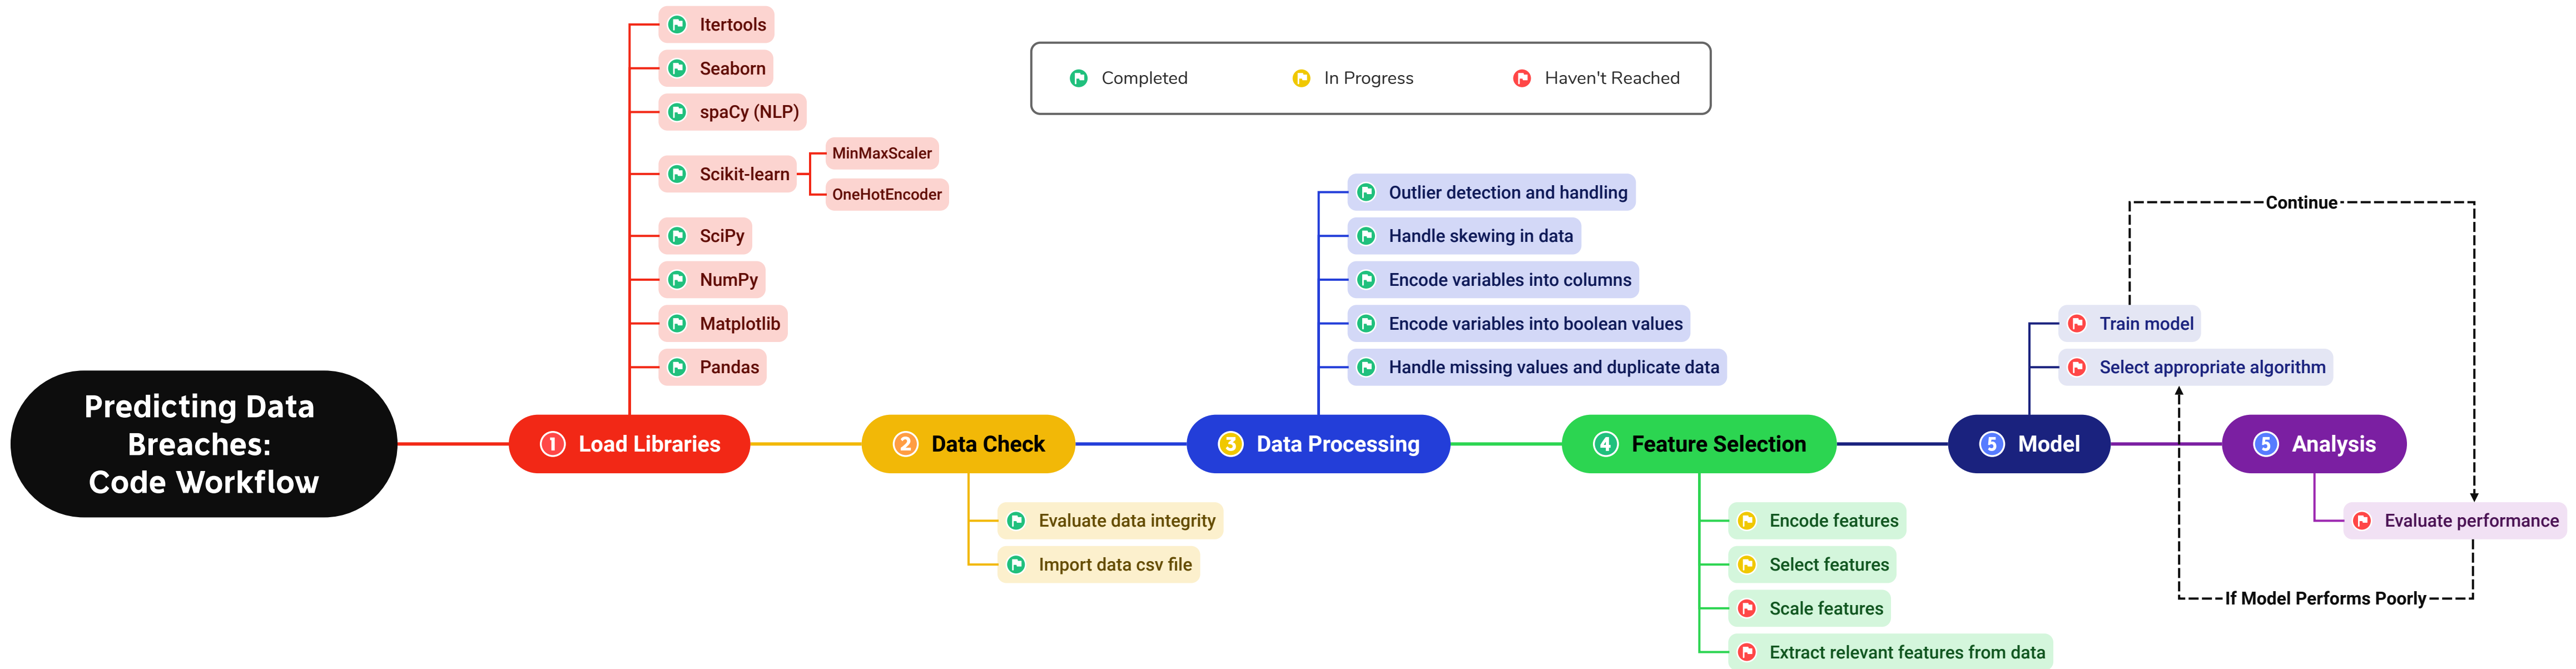 Itertools
Seaborn
spaCy (NLP)
Scikit-learn
MinMaxScaler
OneHotEncoder
SciPy
NumPy
Matplotlib
Pandas
Completed
In Progress
Haven't Reached
Predicting Data
Breaches:
Code Workflow
1 Load Libraries
2 Data Check
Evaluate data integrity
Import data csv file
Outlier detection and handling
Handle skewing in data
Encode variables into columns
Encode variables into boolean values
Handle missing values and duplicate data
3 Data Processing
4 Feature Selection
Encode features
Select features
Scale features
Extract relevant features from data
Continue
Train model
Select appropriate algorithm
5 Model
5 Analysis
Evaluate performance
If Model Performs Poorly